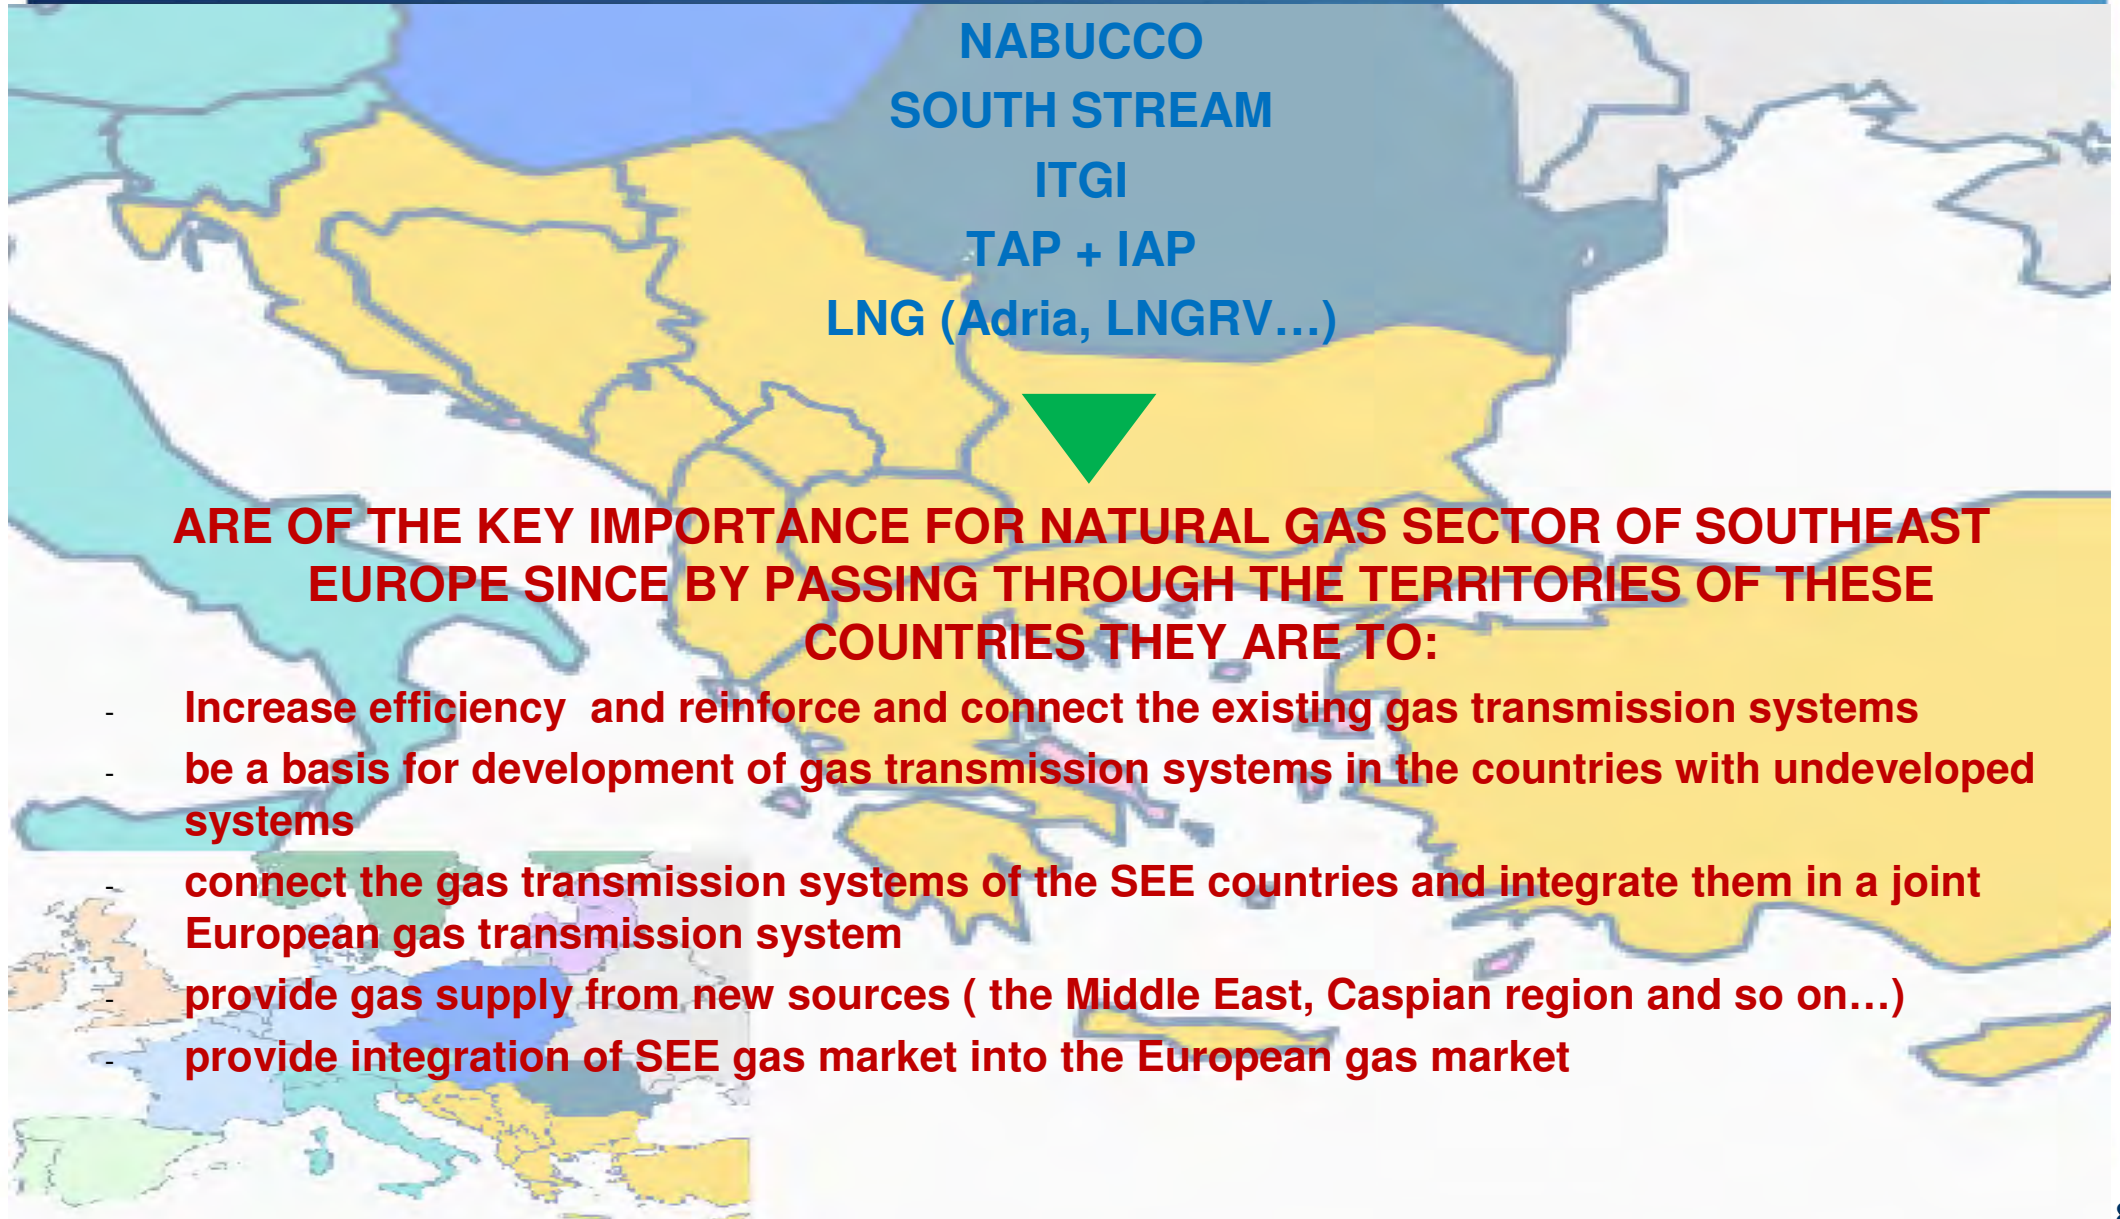 NABUCCO
SOUTH STREAM
ITGI
TAP + IAP
LNG (Adria, LNGRV…)
ARE OF THE KEY IMPORTANCE FOR NATURAL GAS SECTOR OF SOUTHEAST
EUROPE SINCE BY PASSING THROUGH THE TERRITORIES OF THESE
COUNTRIES THEY ARE TO:
- Increase efficiency  and reinforce and connect the existing gas transmission systems
- be a basis for development of gas transmission systems in the countries with undeveloped
systems
- connect the gas transmission systems of the SEE countries and integrate them in a joint
European gas transmission system
- provide gas supply from new sources ( the Middle East, Caspian region and so on…)
- provide integration of SEE gas market into the European gas market